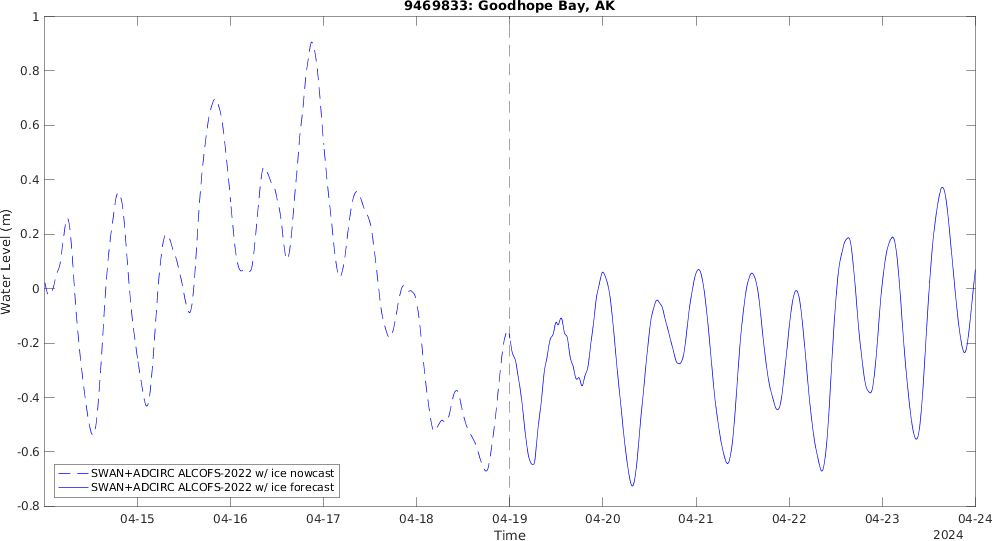 9469833: Goodhope Bay, AK
Water Level (m)
1
0.8
0.6
0.4
0.2
0
-0.2
-0.4
-0.6
-0.8
SWAN+ADCIRC ALCOFS-2022 w/ ice nowcast
SWAN+ADCIRC ALCOFS-2022 w/ ice forecast
04-15 04-16 04-17 04-18 04-19 04-20 04-21 04-22 04-23 04-24
Time
2024